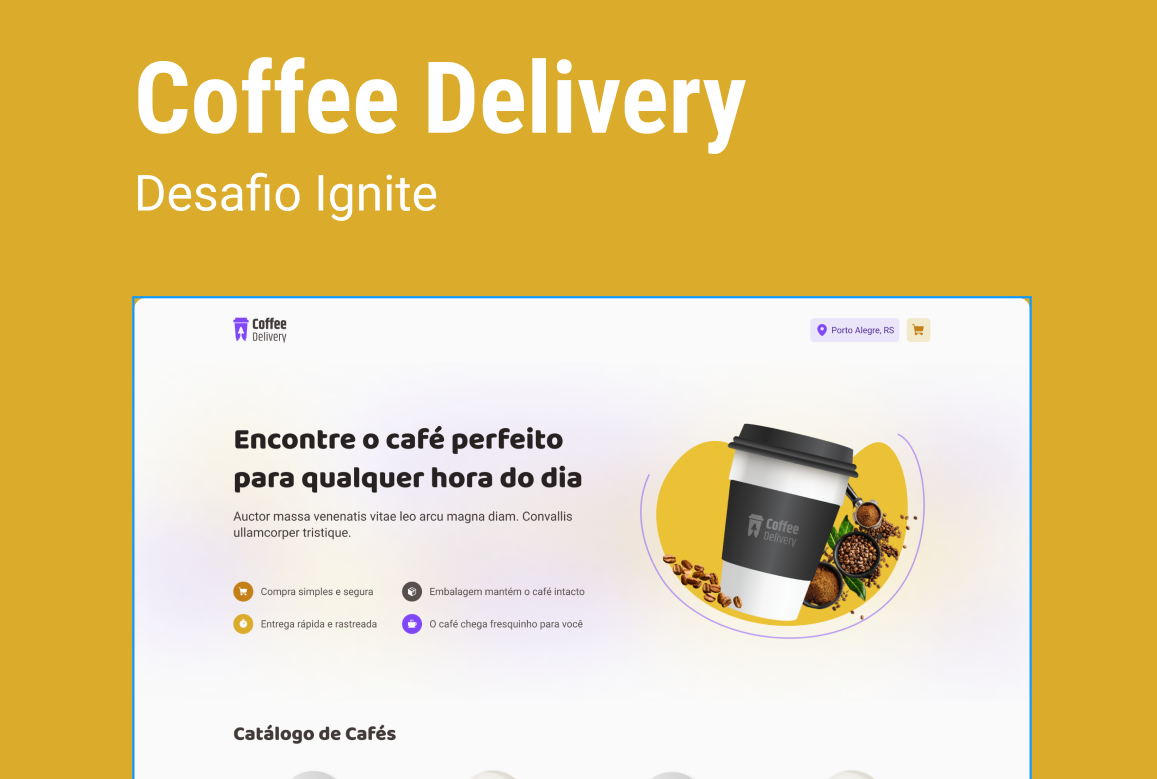 Coffee Delivery
Desafio Ignite
Coffee
Delivery
Porto Alegre, RS
Encontre o café perfeito
para qualquer hora do dia
Auctor massa venenatis vitae leo arcu magna diam. Convallis
ullamcorper tristique.
Coffee
Delivery
Compra simples e segura
Embalagem mantém o café intacto
Entrega rápida e rastreada
O café chega fresquinho para você
Catálogo de Cafés